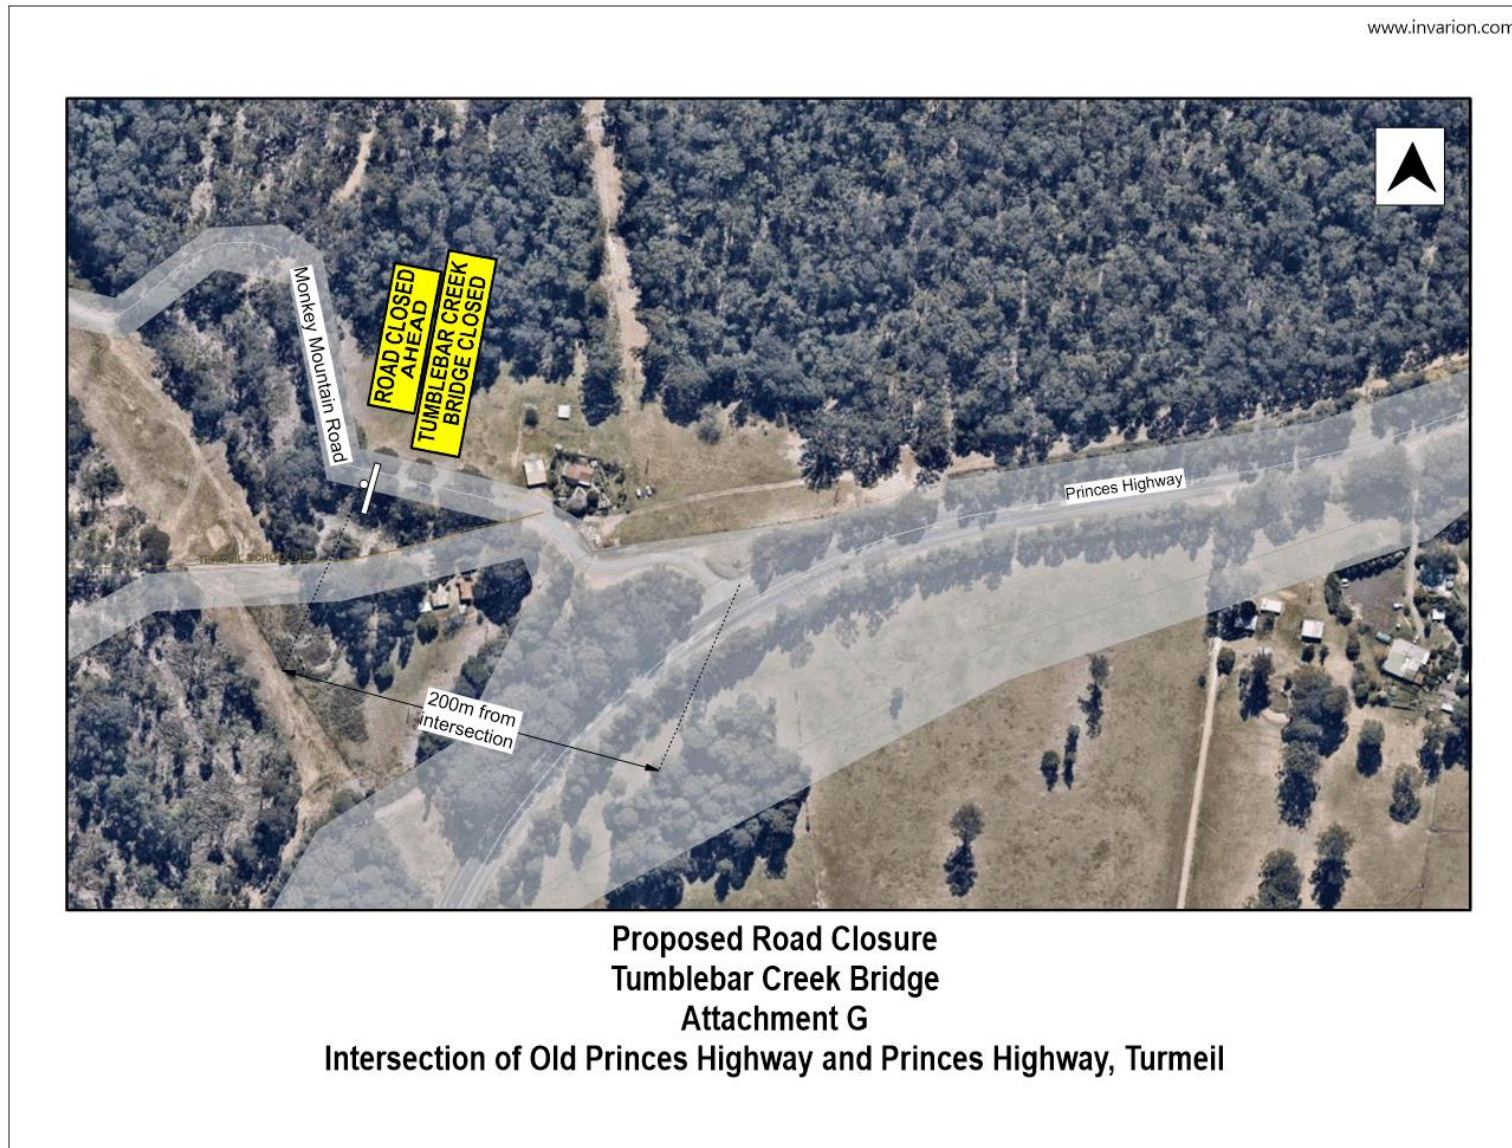 www.invarion.com
Monkey Mountain Road
ROAD CLOSED
AHEAD
TUMBLEBAR CREEK
BRIDGE CLOSED
Princes Highway
200m from
intersection
Proposed Road Closure
Tumblebar Creek Bridge
Attachment G
Intersection of Old Princes Highway and Princes Highway, Turmeil